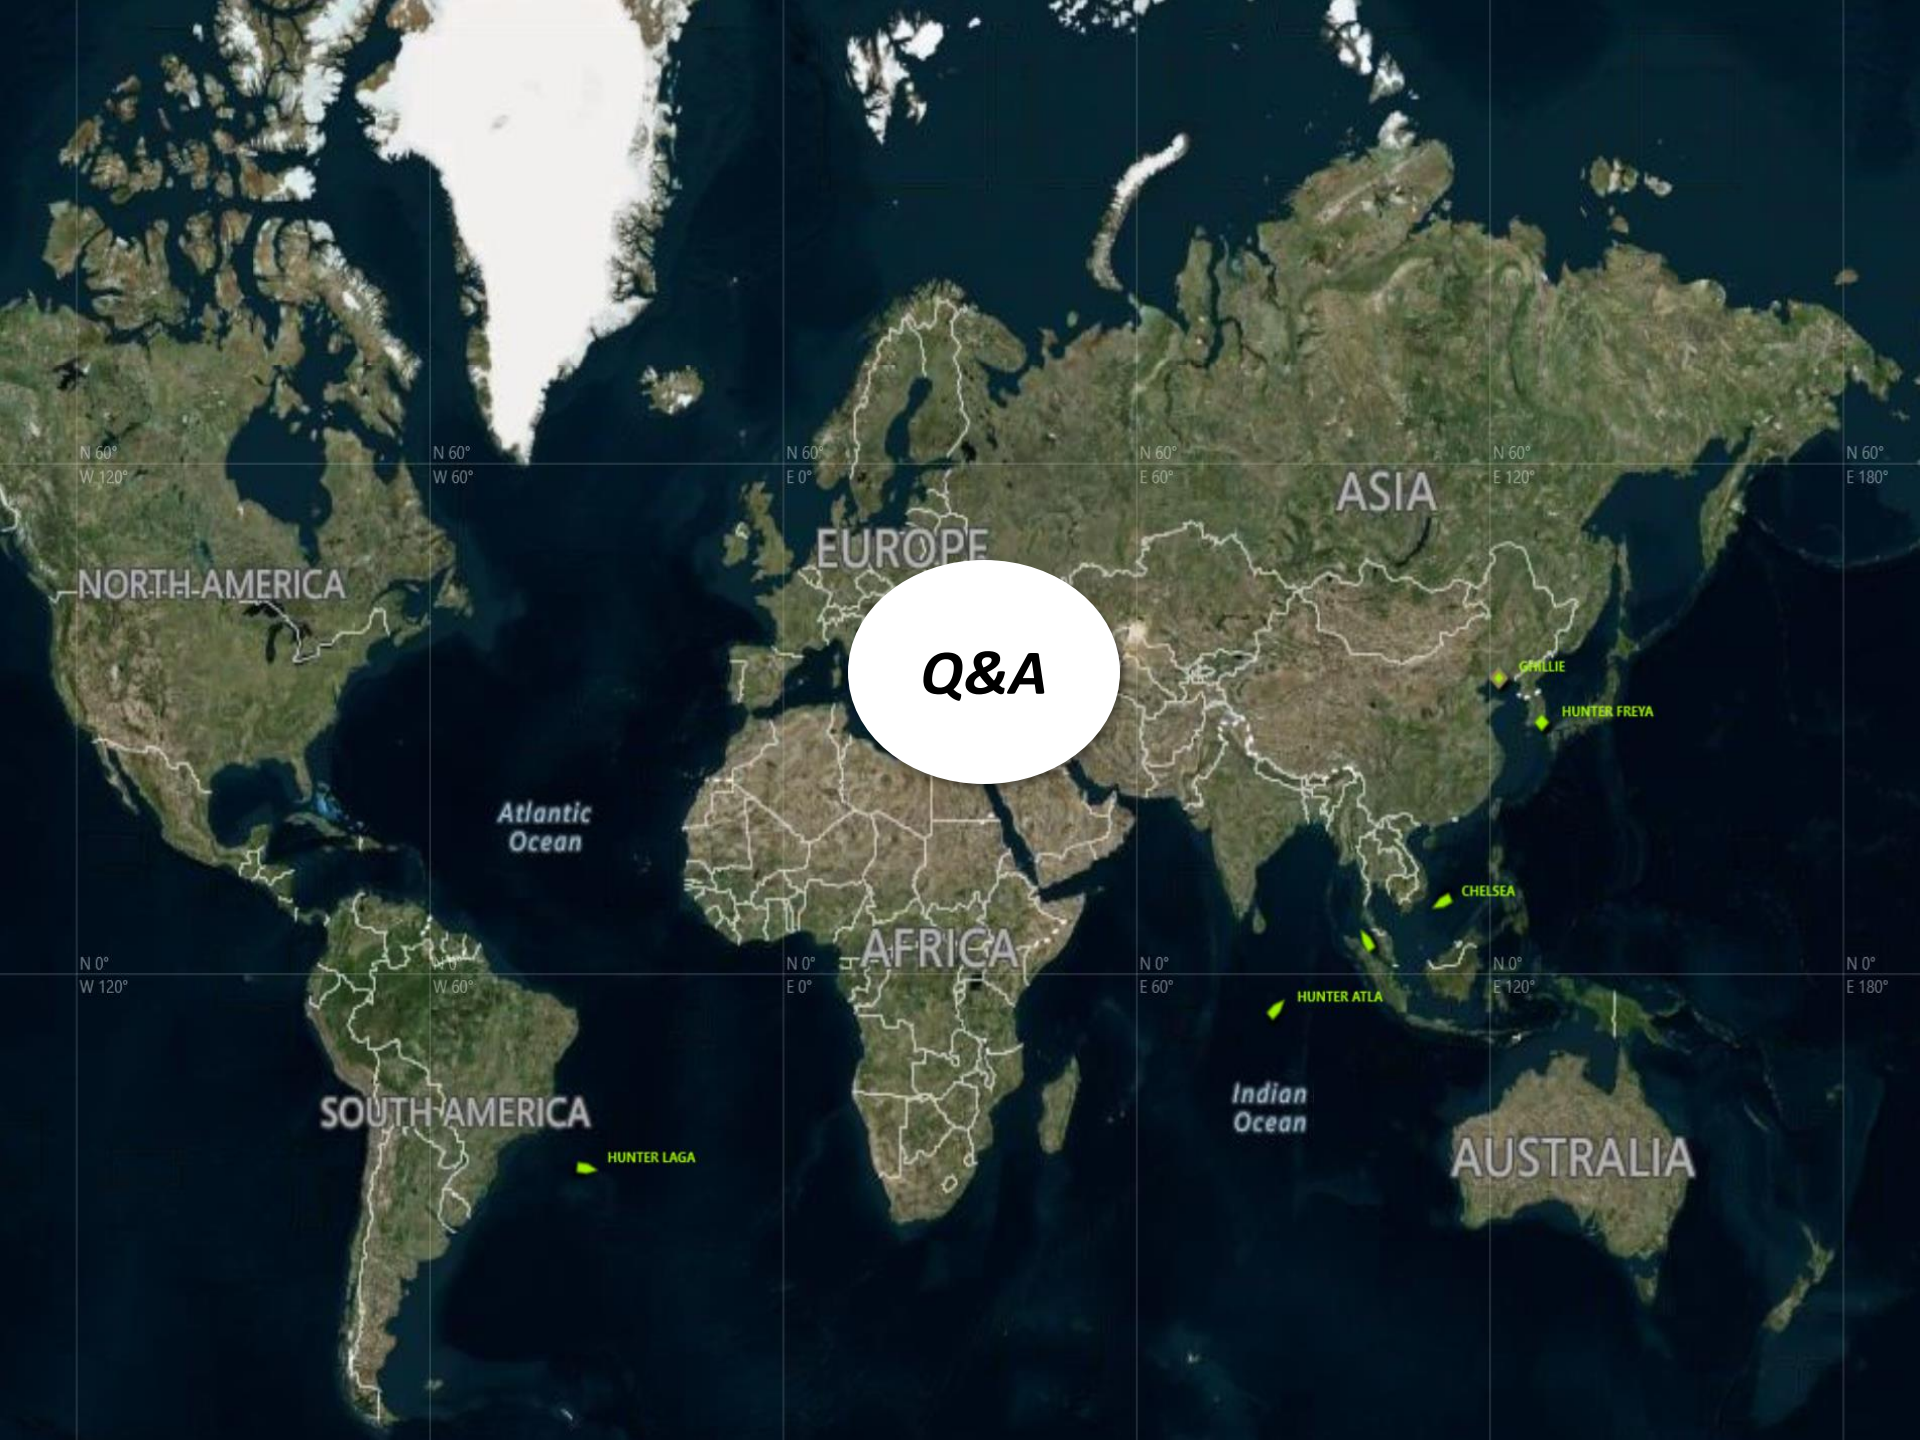 N 60°
N 60°
N 60°
N 60°
N 60°
N 60°
W 120°
W 60°
E 0°
E 60°
E 120°
E 180°
ASIA
EUROPE
NORTH AMERICA
Q&A
GHILLIE
HUNTER FREYA
Atlantic
Ocean
CHELSEA
AFRICA
N 0°
N 0°
N 0°
N 0°
N 0°
N 0°
W 120°
W 60°
E 0°
E 60°
E 120°
E 180°
HUNTER ATLA
Indian
Ocean
SOUTH AMERICA
AUSTRALIA
HUNTER LAGA